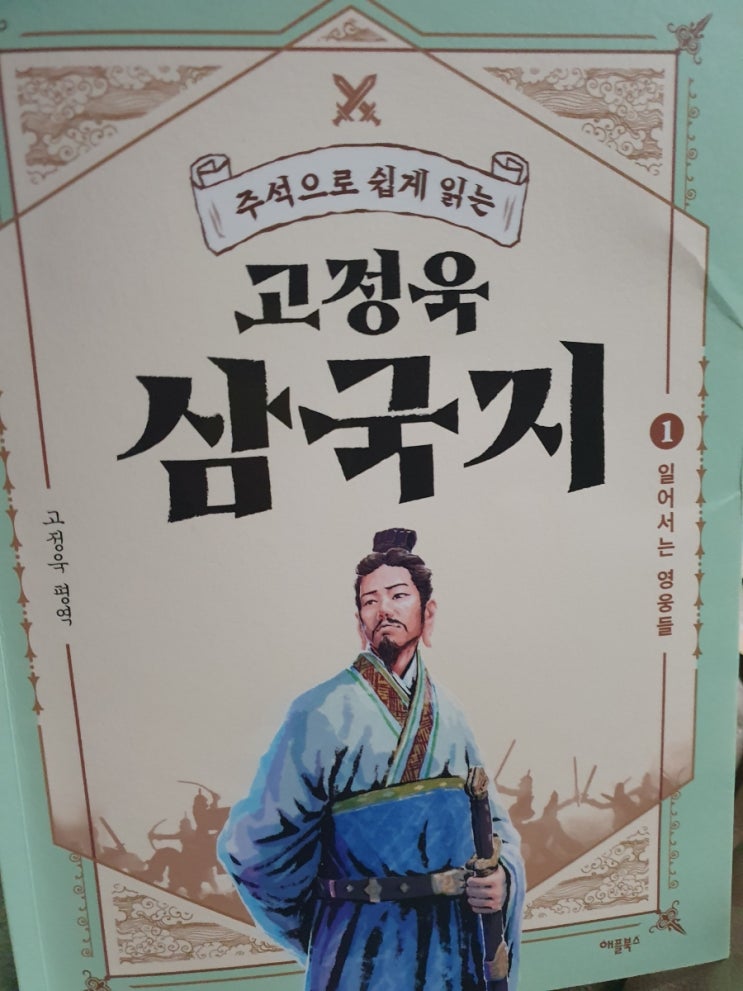 주석으로 쉽게 읽는
고정욱
삼국지
1 일어서는 영웅들
고정욱 평역
애플북스